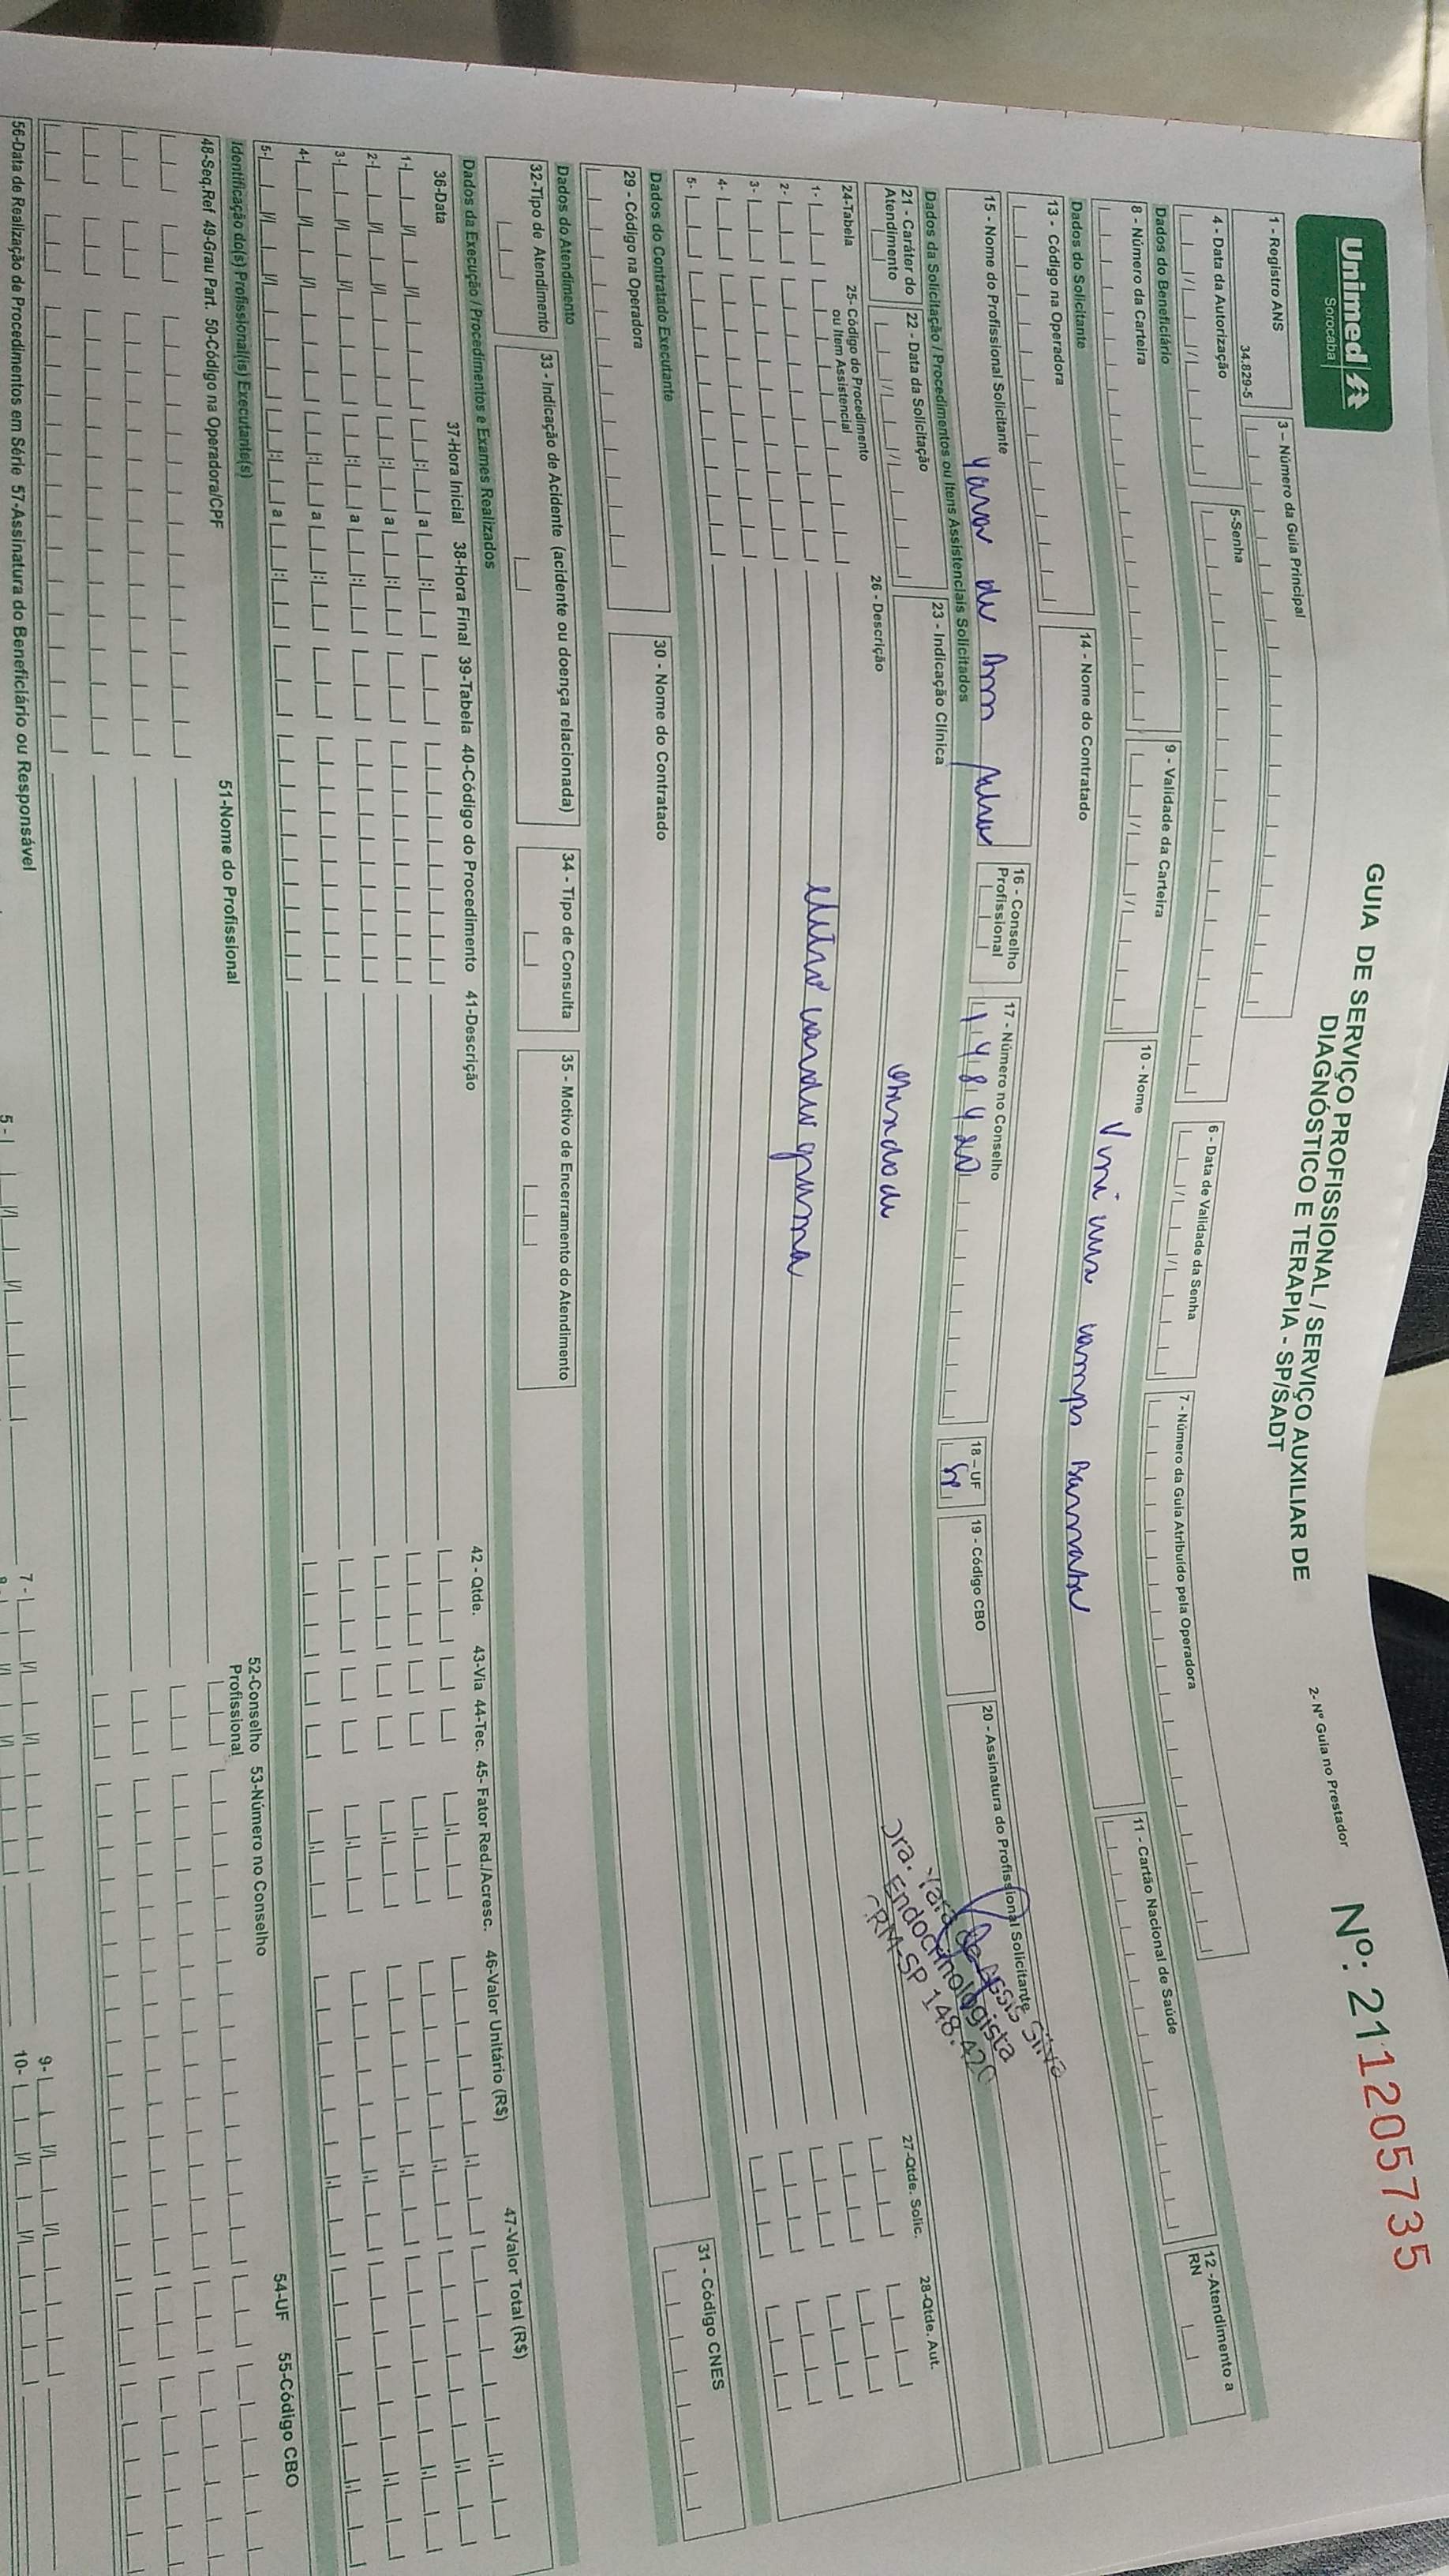 Unimed
Sorocaba
GUIA DE SERVIÇO PROFISSIONAL / SERVIÇO AUXILIAR DE
DIAGNÓSTICO E TERAPIA - SP/SADT
2- Nº Guia no Prestador
Nº: 211205735
1 - Registro ANS
34.829-5
3 – Número da Guia Principal
4 - Data da Autorização
5-Senha
6 - Data de Validade da Senha
7 - Número da Guia Atribuído pela Operadora
Dados do Beneficiário
8 - Número da Carteira
9 - Validade da Carteira
10 - Nome
Vinicius campos
11 - Cartão Nacional de Saúde
12 -Atendimento a
RN
Dados do Solicitante
13 - Código na Operadora
14 - Nome do Contratado
15 - Nome do Profissional Solicitante
Yara de Assis Silva
16 - Conselho
Profissional
17 - Número no Conselho
148420
18 – UF
SP
19 - Código CBO
20 - Assinatura do Profissional Solicitante
Dra. Yara de Assis Silva
Endocrinologista
CRM-SP 148.420
Dados da Solicitação / Procedimentos ou Itens Assistenciais Solicitados
21 - Caráter do
Atendimento
22 - Data da Solicitação
23 - Indicação Clínica
24-Tabela
25- Código do Procedimento
ou Item Assistencial
26 - Descrição
27-Qtde. Solic.
28-Qtde. Aut.
1-
2-
eletrocardiograma
3-
4-
5-
Dados do Contratado Executante
29 - Código na Operadora
30 - Nome do Contratado
31 - Código CNES
Dados do Atendimento
32-Tipo de Atendimento
33 - Indicação de Acidente (acidente ou doença relacionada)
34 - Tipo de Consulta
35 - Motivo de Encerramento do Atendimento
Dados da Execução / Procedimentos e Exames Realizados
36-Data
37-Hora Inicial
38-Hora Final
39-Tabela
40-Código do Procedimento
41-Descrição
42 - Qtde.
43-Via
44-Tec.
45- Fator Red./Acresc.
46-Valor Unitário (R$)
47-Valor Total (R$)
1- a
2- a
3- a
4- a
5- a
Identificação do(s) Profissional(is) Executante(s)
48-Seq.Ref
49-Grau Part.
50-Código na Operadora/CPF
51-Nome do Profissional
52-Conselho
Profissional
53-Número no Conselho
54-UF
55-Código CBO
56-Data de Realização de Procedimentos em Série
57-Assinatura do Beneficiário ou Responsável
5 -
7 -
9-
10-